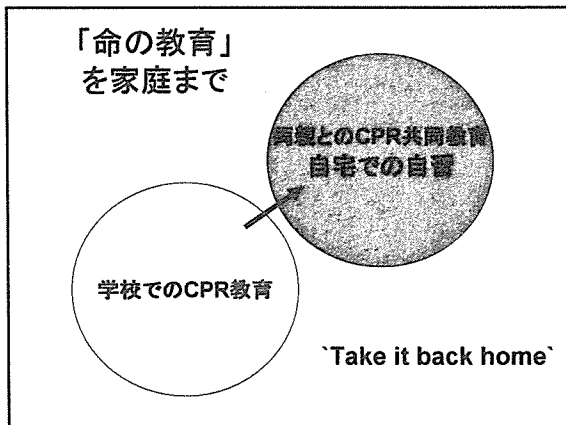 「命の教育」
を家庭まで
両親とのCPR共同教育
自宅での自習
学校でのCPR教育
`Take it back home`